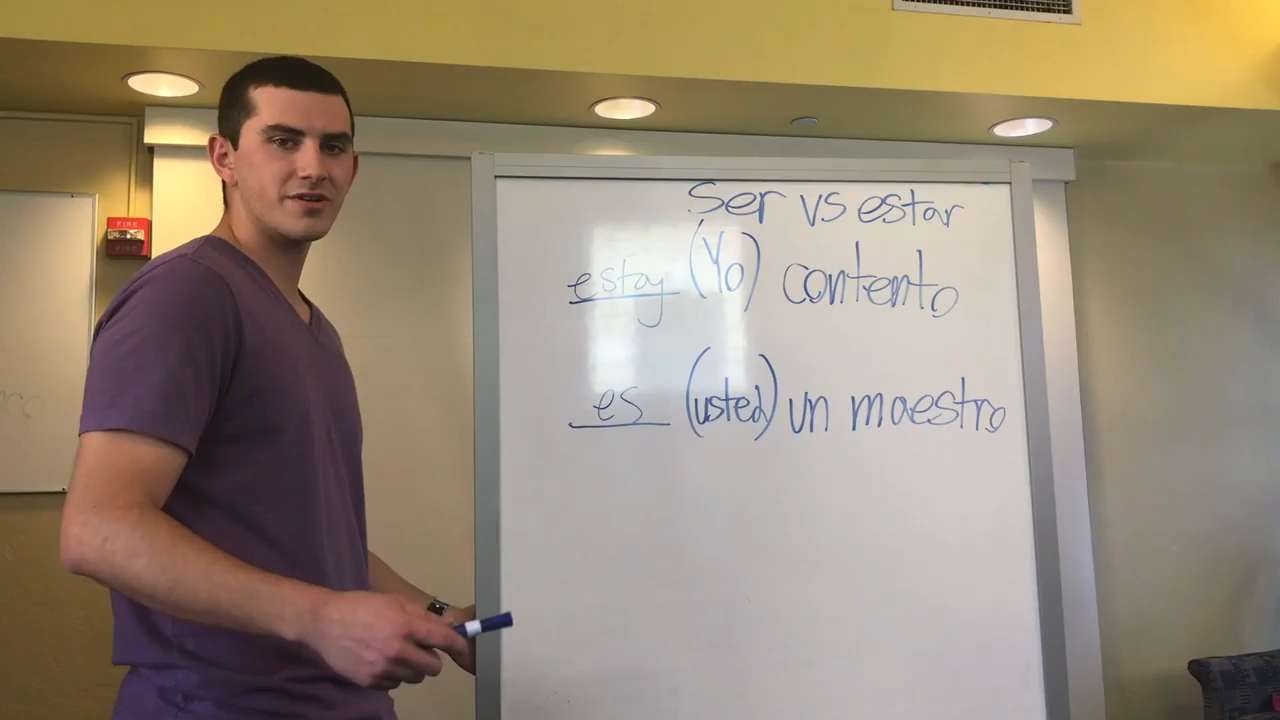 FIRE
FIRE
Ser vs estar
estoy (Yo) contento
es (usted) un maestro